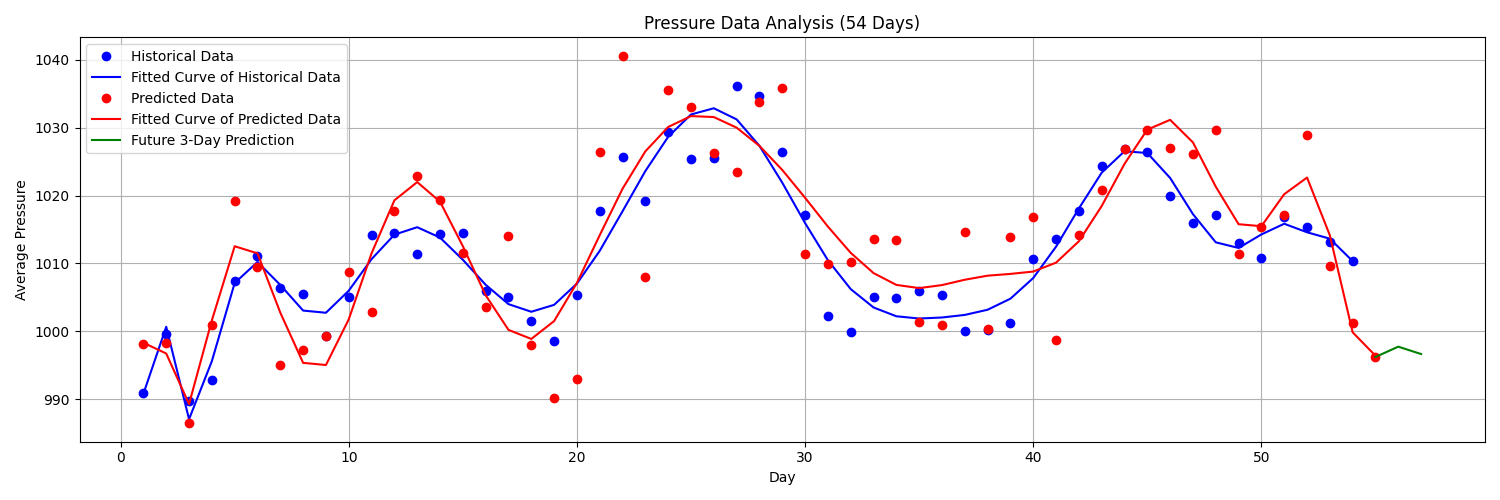 Pressure Data Analysis (54 Days)
Historical Data
Fitted Curve of Historical Data
Predicted Data
Fitted Curve of Predicted Data
Future 3-Day Prediction
Average Pressure
1040
1030
1020
1010
1000
990
0 10 20 30 40 50
Day